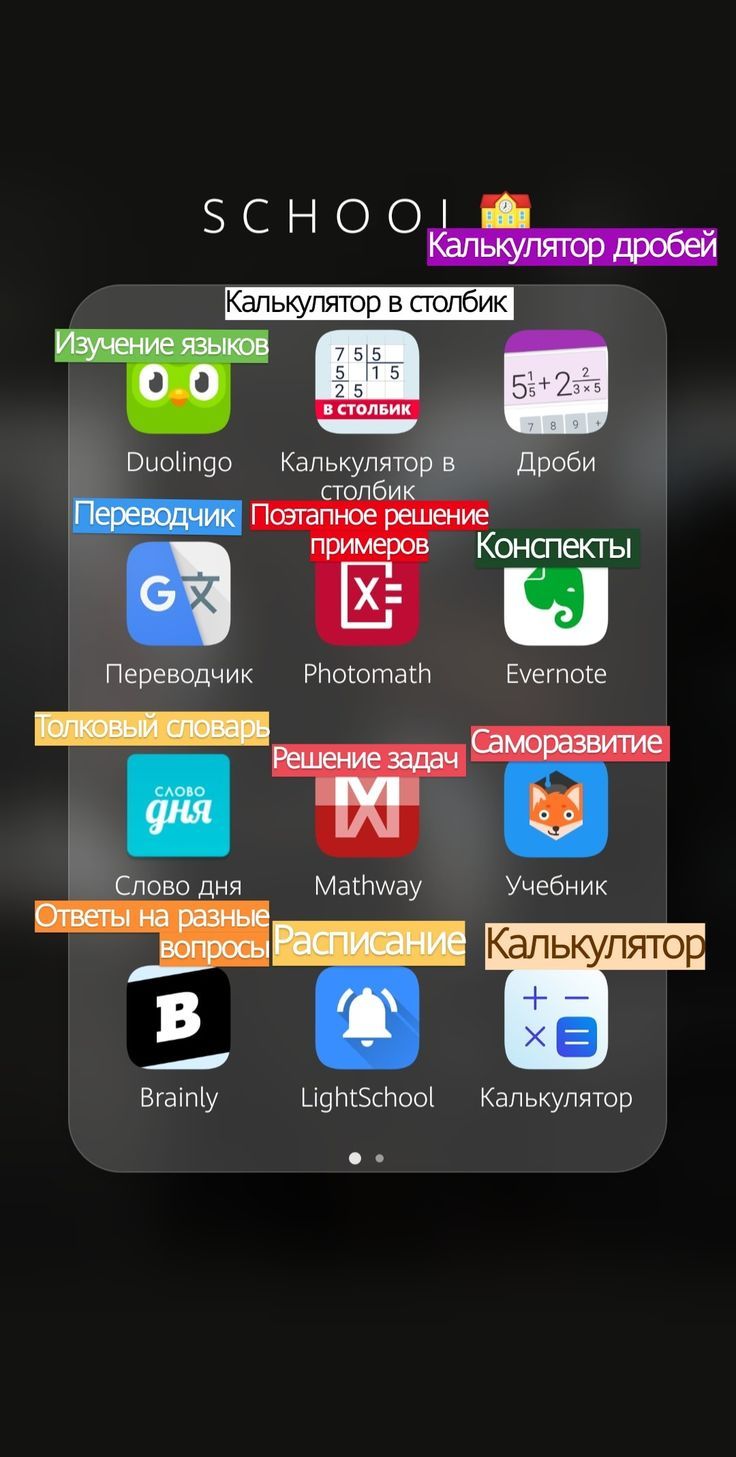 SCHOOL
Калькулятор дробей
Калькулятор в столбик
Изучение языков
7 5 5
5 1 5
2 5
В СТОЛБИК
5 1/5 + 2 2/(3 × 5)
7 8 9 +
Duolingo
Калькулятор в
столбик
Дроби
Переводчик
Поэтапное решение
примеров
Конспекты
G 文
X
Переводчик
Photomath
Evernote
Толковый словарь
Решение задач
Саморазвитие
СЛОВО
дня
M
Слово дня
Mathway
Учебник
Ответы на разные
вопросы
Расписание
Калькулятор
B
+ −
× =
Brainly
LightSchool
Калькулятор